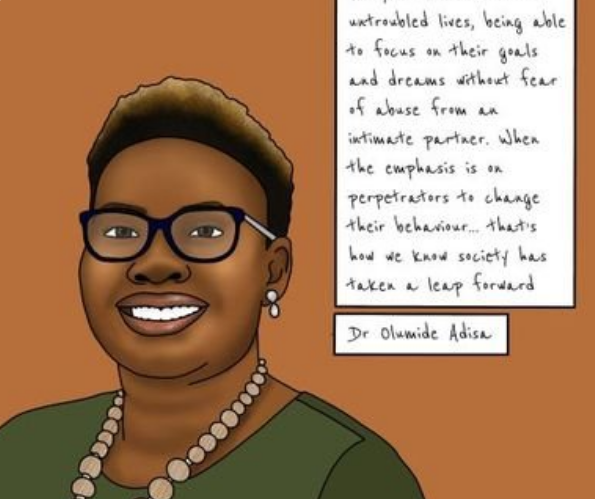 untroubled lives, being able
to focus on their goals
and dreams without fear
of abuse from an
intimate partner. When
the emphasis is on
perpetrators to change
their behaviour... that's
how we know society has
taken a leap forward
Dr Olumide Adisa